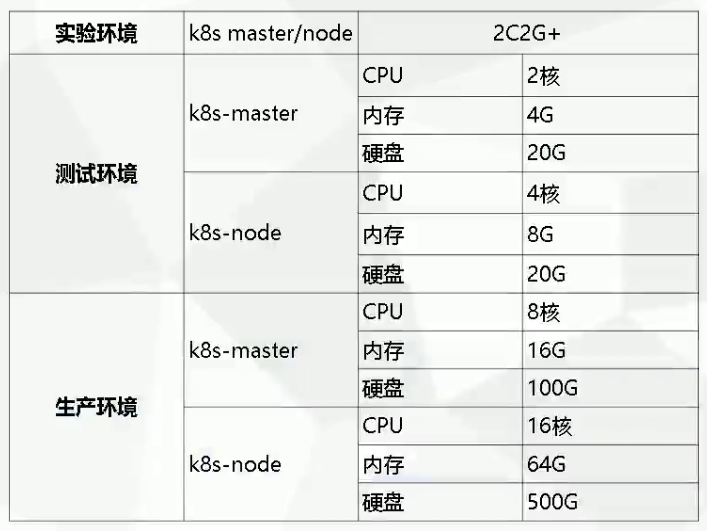 实验环境 k8s master/node 2C2G+
测试环境 k8s-master CPU 2核
内存 4G
硬盘 20G
k8s-node CPU 4核
内存 8G
硬盘 20G
生产环境 k8s-master CPU 8核
内存 16G
硬盘 100G
k8s-node CPU 16核
内存 64G
硬盘 500G